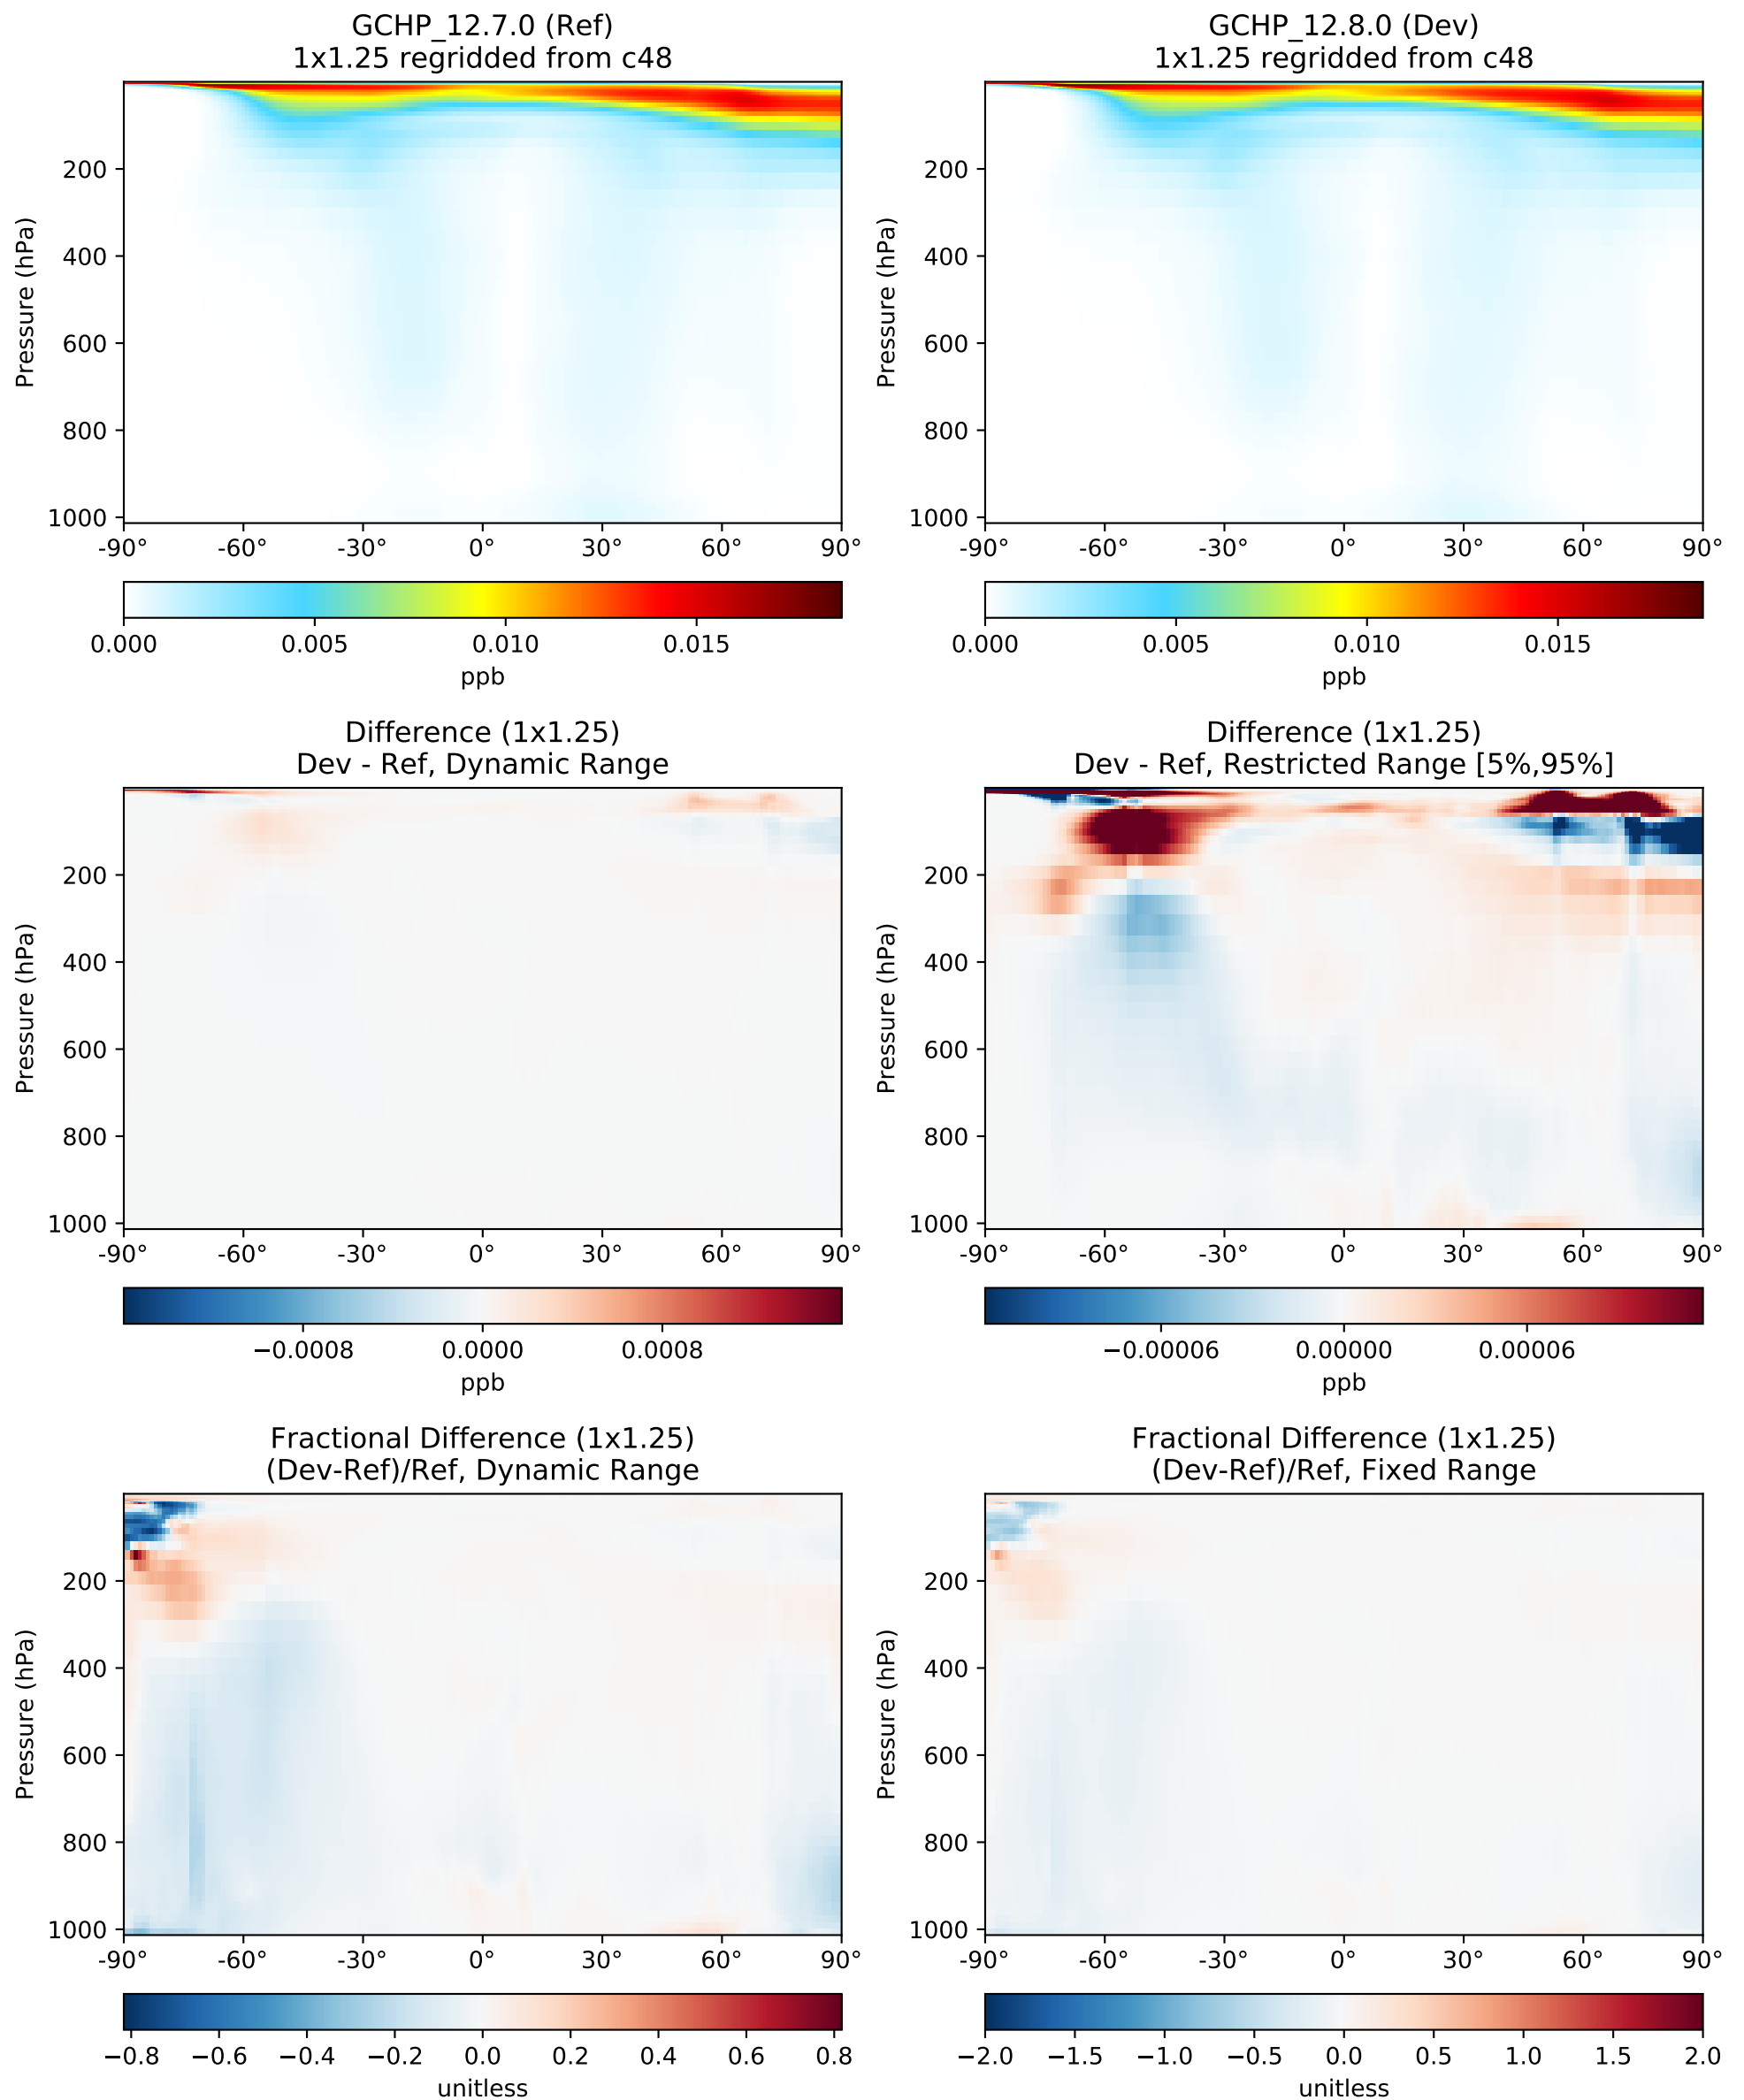 GCHP_12.7.0 (Ref)
1x1.25 regridded from c48
Pressure (hPa)
200
400
600
800
1000
-90° -60° -30° 0° 30° 60° 90°
0.000 0.005 0.010 0.015
ppb
GCHP_12.8.0 (Dev)
1x1.25 regridded from c48
Pressure (hPa)
200
400
600
800
1000
-90° -60° -30° 0° 30° 60° 90°
0.000 0.005 0.010 0.015
ppb
Difference (1x1.25)
Dev - Ref, Dynamic Range
Pressure (hPa)
200
400
600
800
1000
-90° -60° -30° 0° 30° 60° 90°
−0.0008 0.0000 0.0008
ppb
Difference (1x1.25)
Dev - Ref, Restricted Range [5%,95%]
Pressure (hPa)
200
400
600
800
1000
-90° -60° -30° 0° 30° 60° 90°
−0.00006 0.00000 0.00006
ppb
Fractional Difference (1x1.25)
(Dev-Ref)/Ref, Dynamic Range
Pressure (hPa)
200
400
600
800
1000
-90° -60° -30° 0° 30° 60° 90°
−0.8 −0.6 −0.4 −0.2 0.0 0.2 0.4 0.6 0.8
unitless
Fractional Difference (1x1.25)
(Dev-Ref)/Ref, Fixed Range
Pressure (hPa)
200
400
600
800
1000
-90° -60° -30° 0° 30° 60° 90°
−2.0 −1.5 −1.0 −0.5 0.0 0.5 1.0 1.5 2.0
unitless